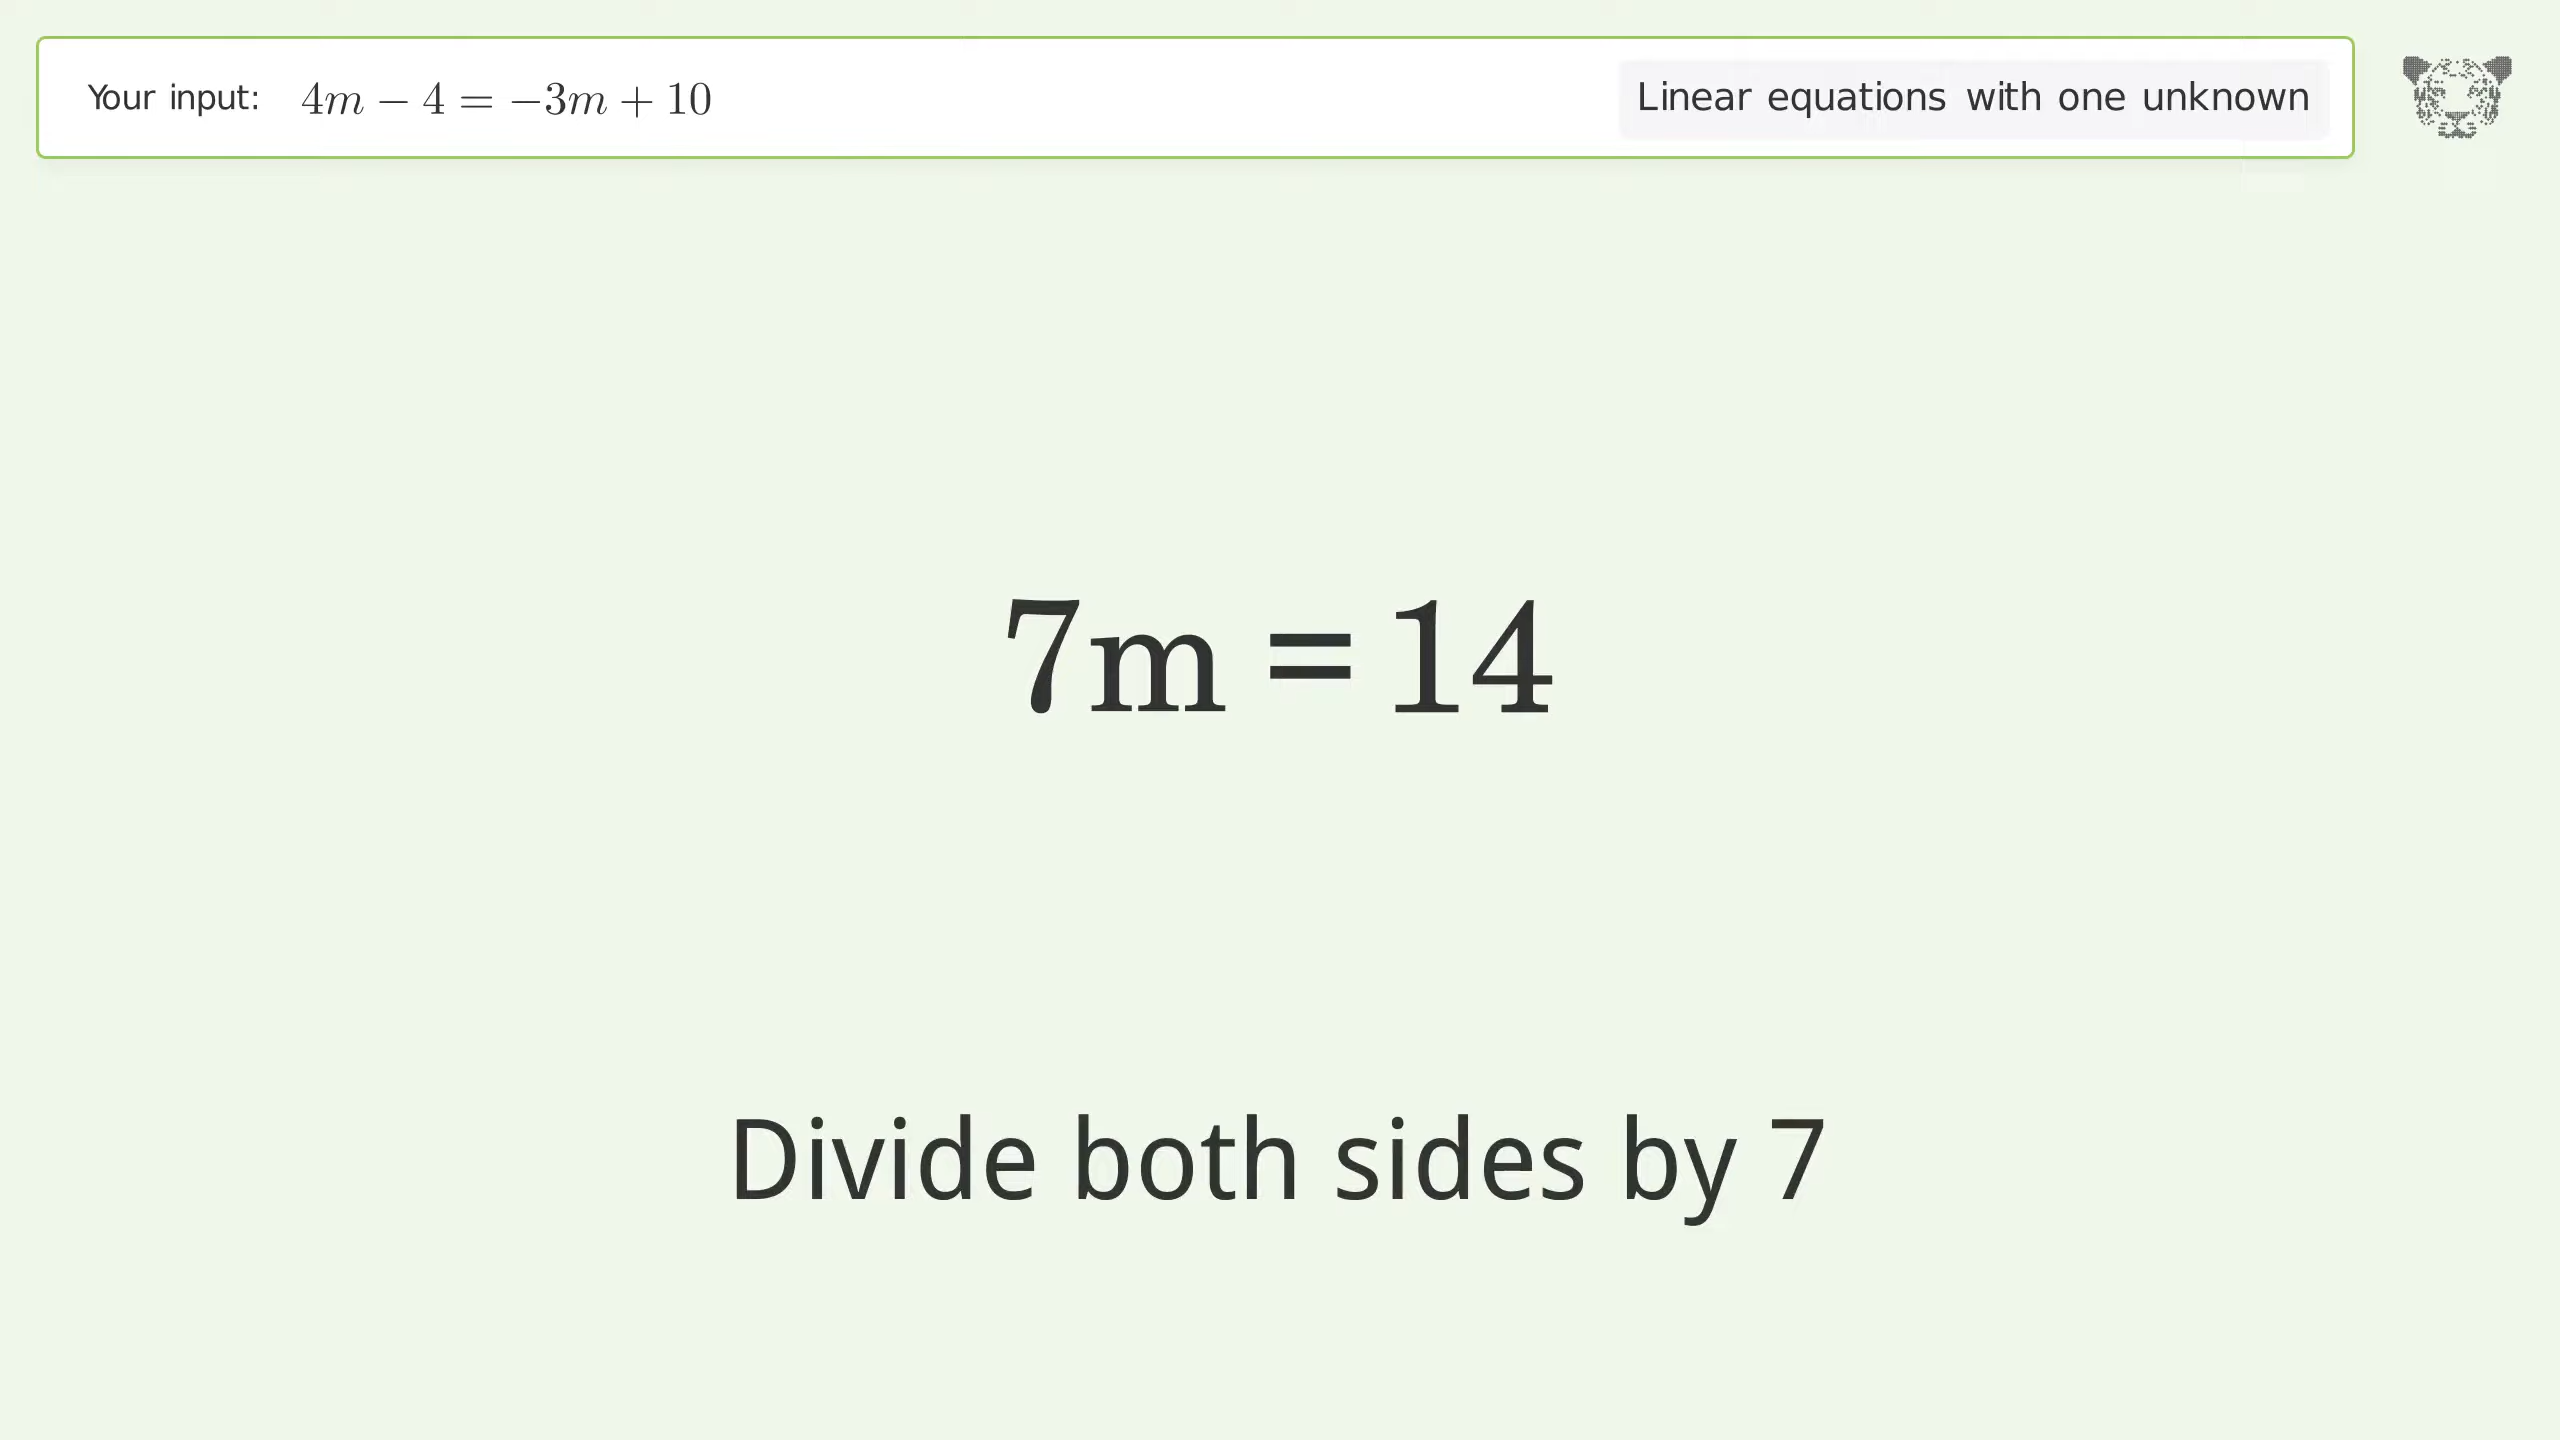 Your input: 4m − 4 = −3m + 10 Linear equations with one unknown
7m = 14
Divide both sides by 7